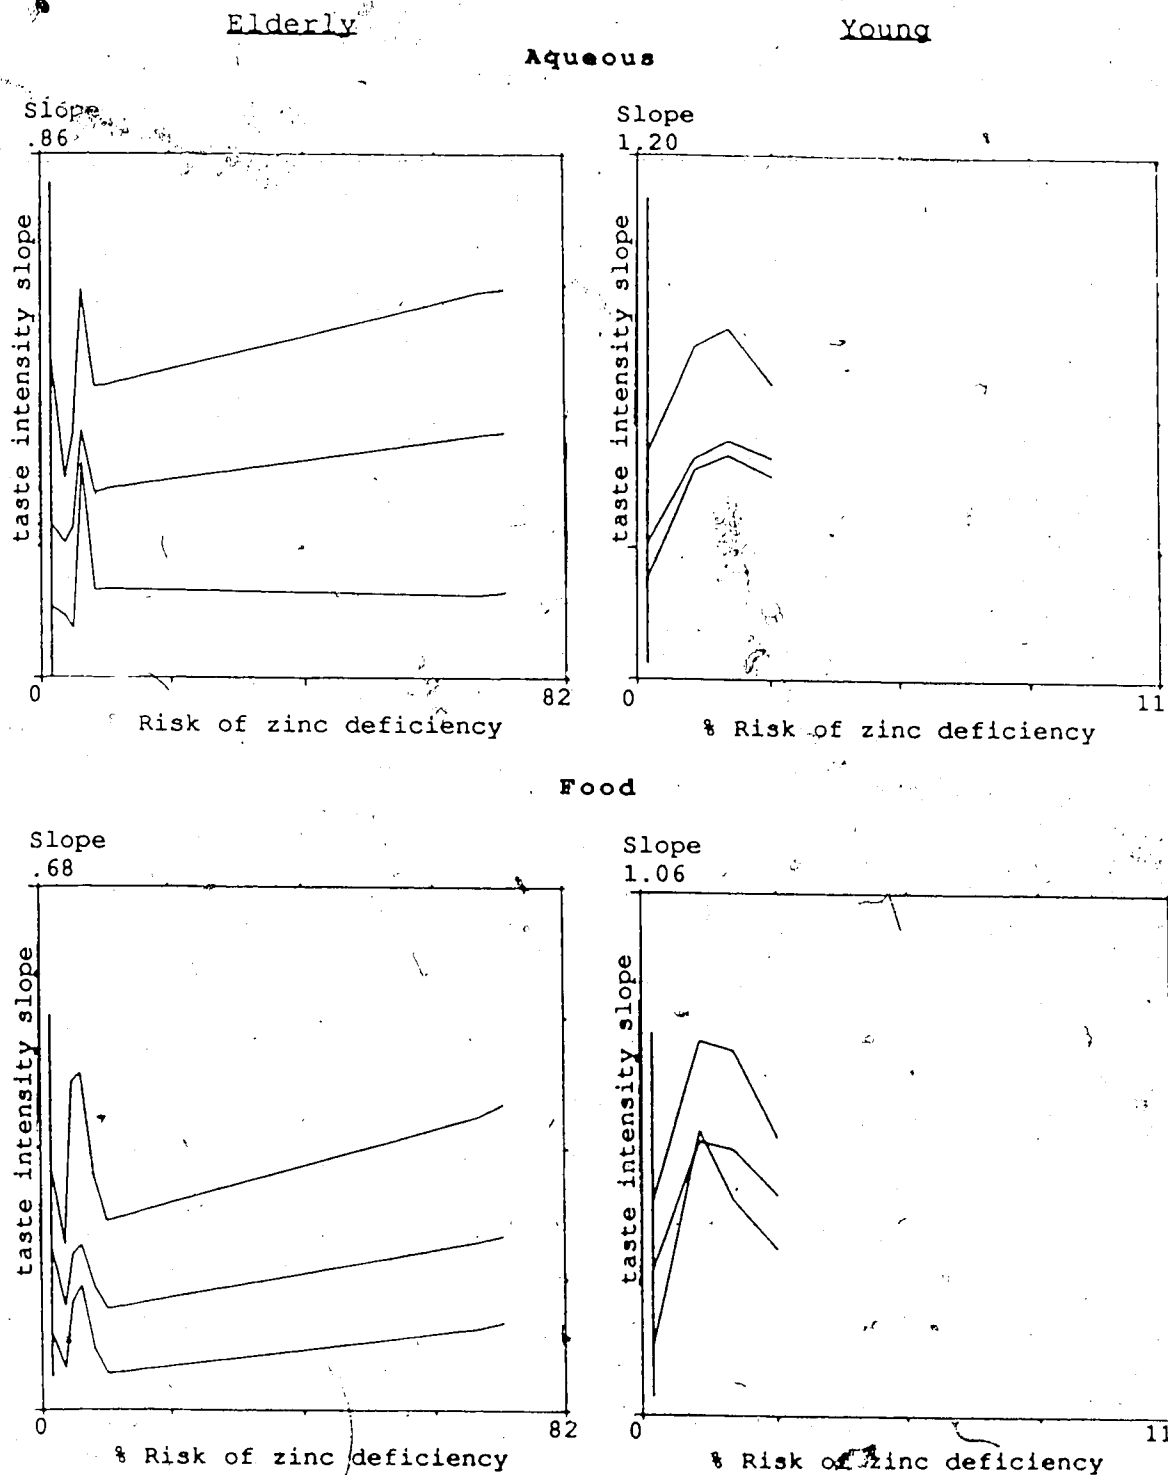 Elderly
Young
Aqueous
Slope
.86
taste intensity slope
0
82
Risk of zinc deficiency
Slope
1.20
taste intensity slope
0
11
% Risk of zinc deficiency
Food
Slope
.68
taste intensity slope
0
82
% Risk of zinc deficiency
Slope
1.06
taste intensity slope
0
11
% Risk of zinc deficiency